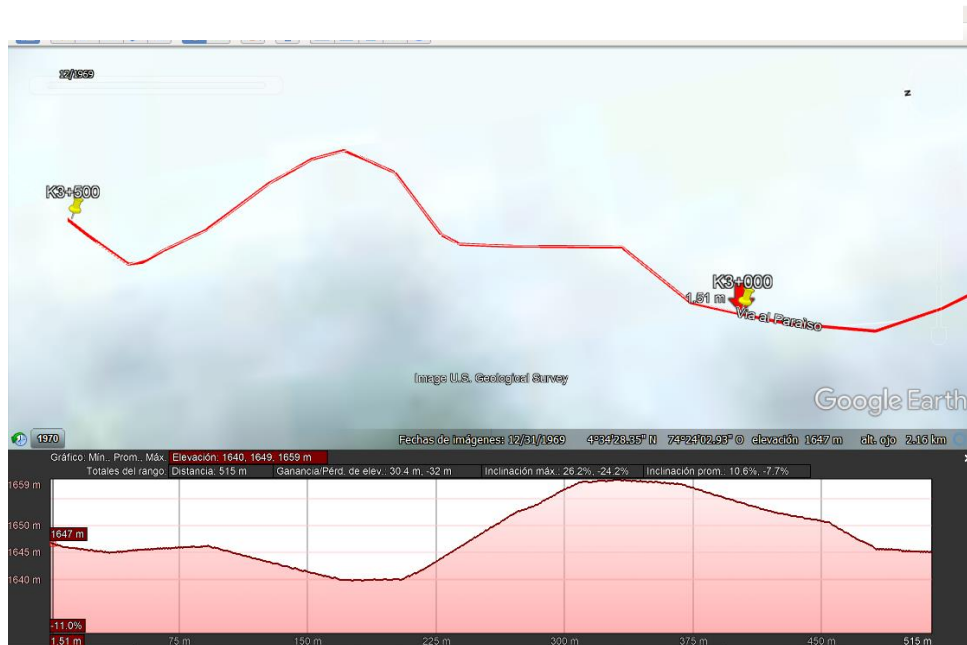 12/1969
N
K3+500
K3+000
1,51 m
Via al Paraiso
Image U.S. Geological Survey
Google Earth
1970
Fechas de imágenes: 12/31/1969 4°34'28.35" N 74°24'02.93" O elevación 1647 m alt. ojo 2.16 km
Gráfico: Mín., Prom., Máx. Elevación: 1640, 1649, 1659 m
Totales del rango: Distancia: 515 m Ganancia/Pérd. de elev.: 30.4 m, -32 m Inclinación máx.: 26.2%, -24.2% Inclinación prom.: 10.6%, -7.7%
1659 m
1650 m
1647 m
1645 m
1640 m
-11.0%
1.51 m 75 m 150 m 225 m 300 m 375 m 450 m 515 m